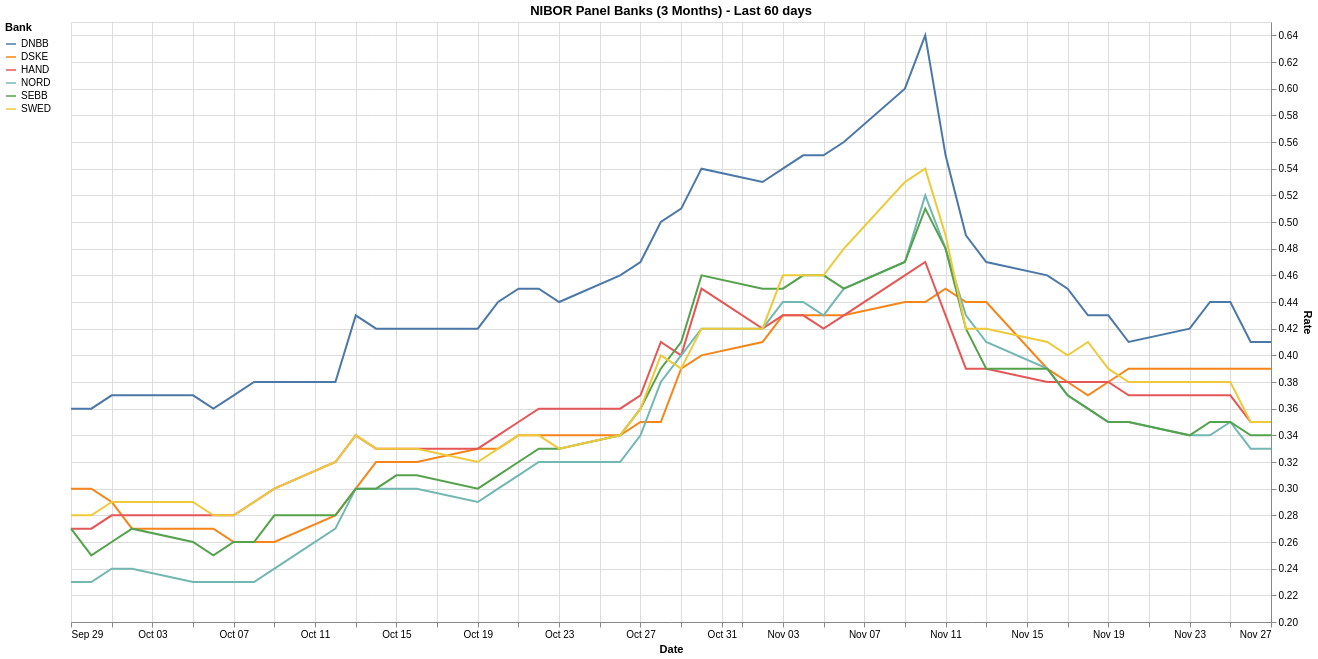 NIBOR Panel Banks (3 Months) - Last 60 days
Bank
DNBB
DSKE
HAND
NORD
SEBB
SWED
0.64
0.62
0.60
0.58
0.56
0.54
0.52
0.50
0.48
0.46
0.44
0.42
0.40
0.38
0.36
0.34
0.32
0.30
0.28
0.26
0.24
0.22
0.20
Rate
Sep 29 Oct 03 Oct 07 Oct 11 Oct 15 Oct 19 Oct 23 Oct 27 Oct 31 Nov 03 Nov 07 Nov 11 Nov 15 Nov 19 Nov 23 Nov 27
Date